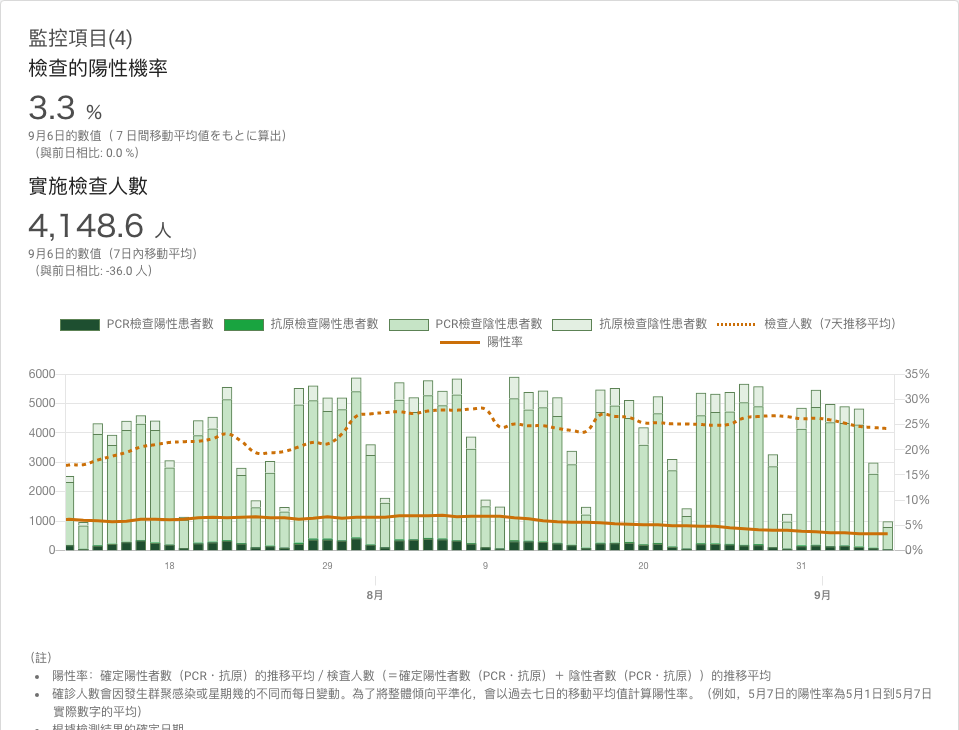 監控項目(4)
檢查的陽性機率
3.3 %
9月6日的數值（７日間移動平均値をもとに算出）
（與前日相比: 0.0 %）
實施檢查人數
4,148.6 人
9月6日的數值（7日內移動平均）
（與前日相比: -36.0 人）
PCR檢查陽性患者數 抗原檢查陽性患者數 PCR檢查陰性患者數 抗原檢查陰性患者數 檢查人數（7天推移平均）
陽性率
6000 35%
5000 30%
4000 25%
3000 20%
2000 15%
1000 10%
0 5%
0%
18 29 9 20 31
8月 9月
（註）
陽性率：確定陽性者數（PCR・抗原）的推移平均 / 檢查人數（＝確定陽性者數（PCR・抗原）＋ 陰性者數（PCR・抗原））的推移平均
確診人數會因發生群聚感染或星期幾的不同而每日變動。為了將整體傾向平準化，會以過去七日的移動平均值計算陽性率。（例如，5月7日的陽性率為5月1日到5月7日
實際數字的平均）
根據檢測結果的確定日期